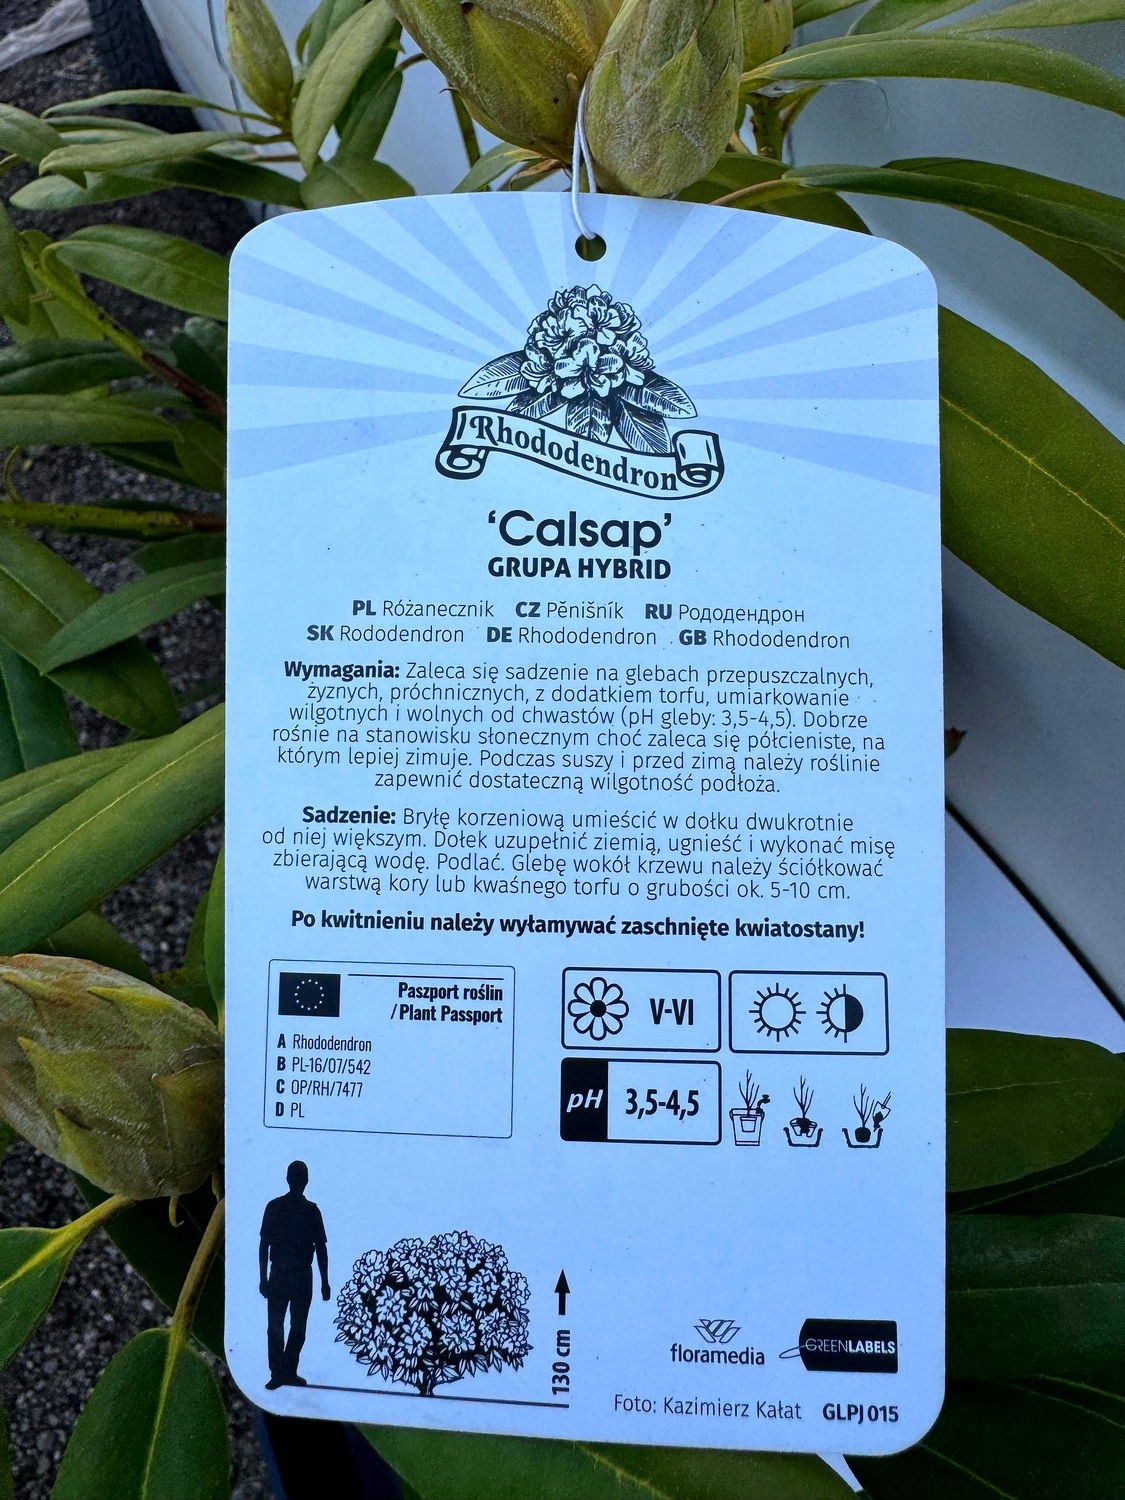 Rhododendron
‘Calsap’
GRUPA HYBRID
PL Różanecznik CZ Pěnišník RU Рододендрон
SK Rododendron DE Rhododendron GB Rhododendron
Wymagania: Zaleca się sadzenie na glebach przepuszczalnych,
żyznych, próchnicznych, z dodatkiem torfu, umiarkowanie
wilgotnych i wolnych od chwastów (pH gleby: 3,5-4,5). Dobrze
rośnie na stanowisku słonecznym choć zaleca się półcieniste, na
którym lepiej zimuje. Podczas suszy i przed zimą należy roślinie
zapewnić dostateczną wilgotność podłoża.
Sadzenie: Bryłę korzeniową umieścić w dołku dwukrotnie
od niej większym. Dołek uzupełnić ziemią, ugnieść i wykonać misę
zbierającą wodę. Podlać. Glebę wokół krzewu należy ściółkować
warstwą kory lub kwaśnego torfu o grubości ok. 5-10 cm.
Po kwitnieniu należy wyłamywać zaschnięte kwiatostany!
Paszport roślin
/Plant Passport
A Rhododendron
B PL-16/07/542
C OP/RH/7477
D PL
V-VI
pH 3,5-4,5
130 cm
floramedia
GREENLABELS
Foto: Kazimierz Kałat GLPJ015